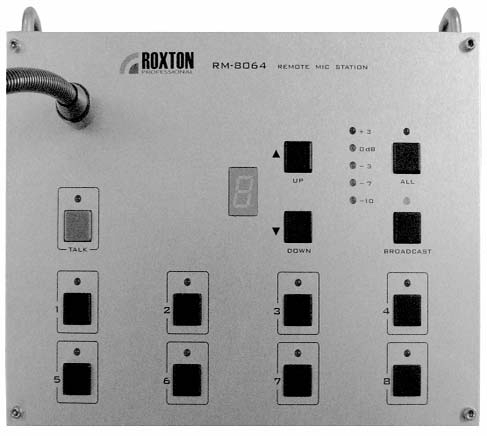 ROXTON
PROFESSIONAL
RM-8064 REMOTE MIC STATION
+3
0dB
-3
-7
-10
UP
ALL
DOWN
BROADCAST
TALK
8
1
2
3
4
5
6
7
8